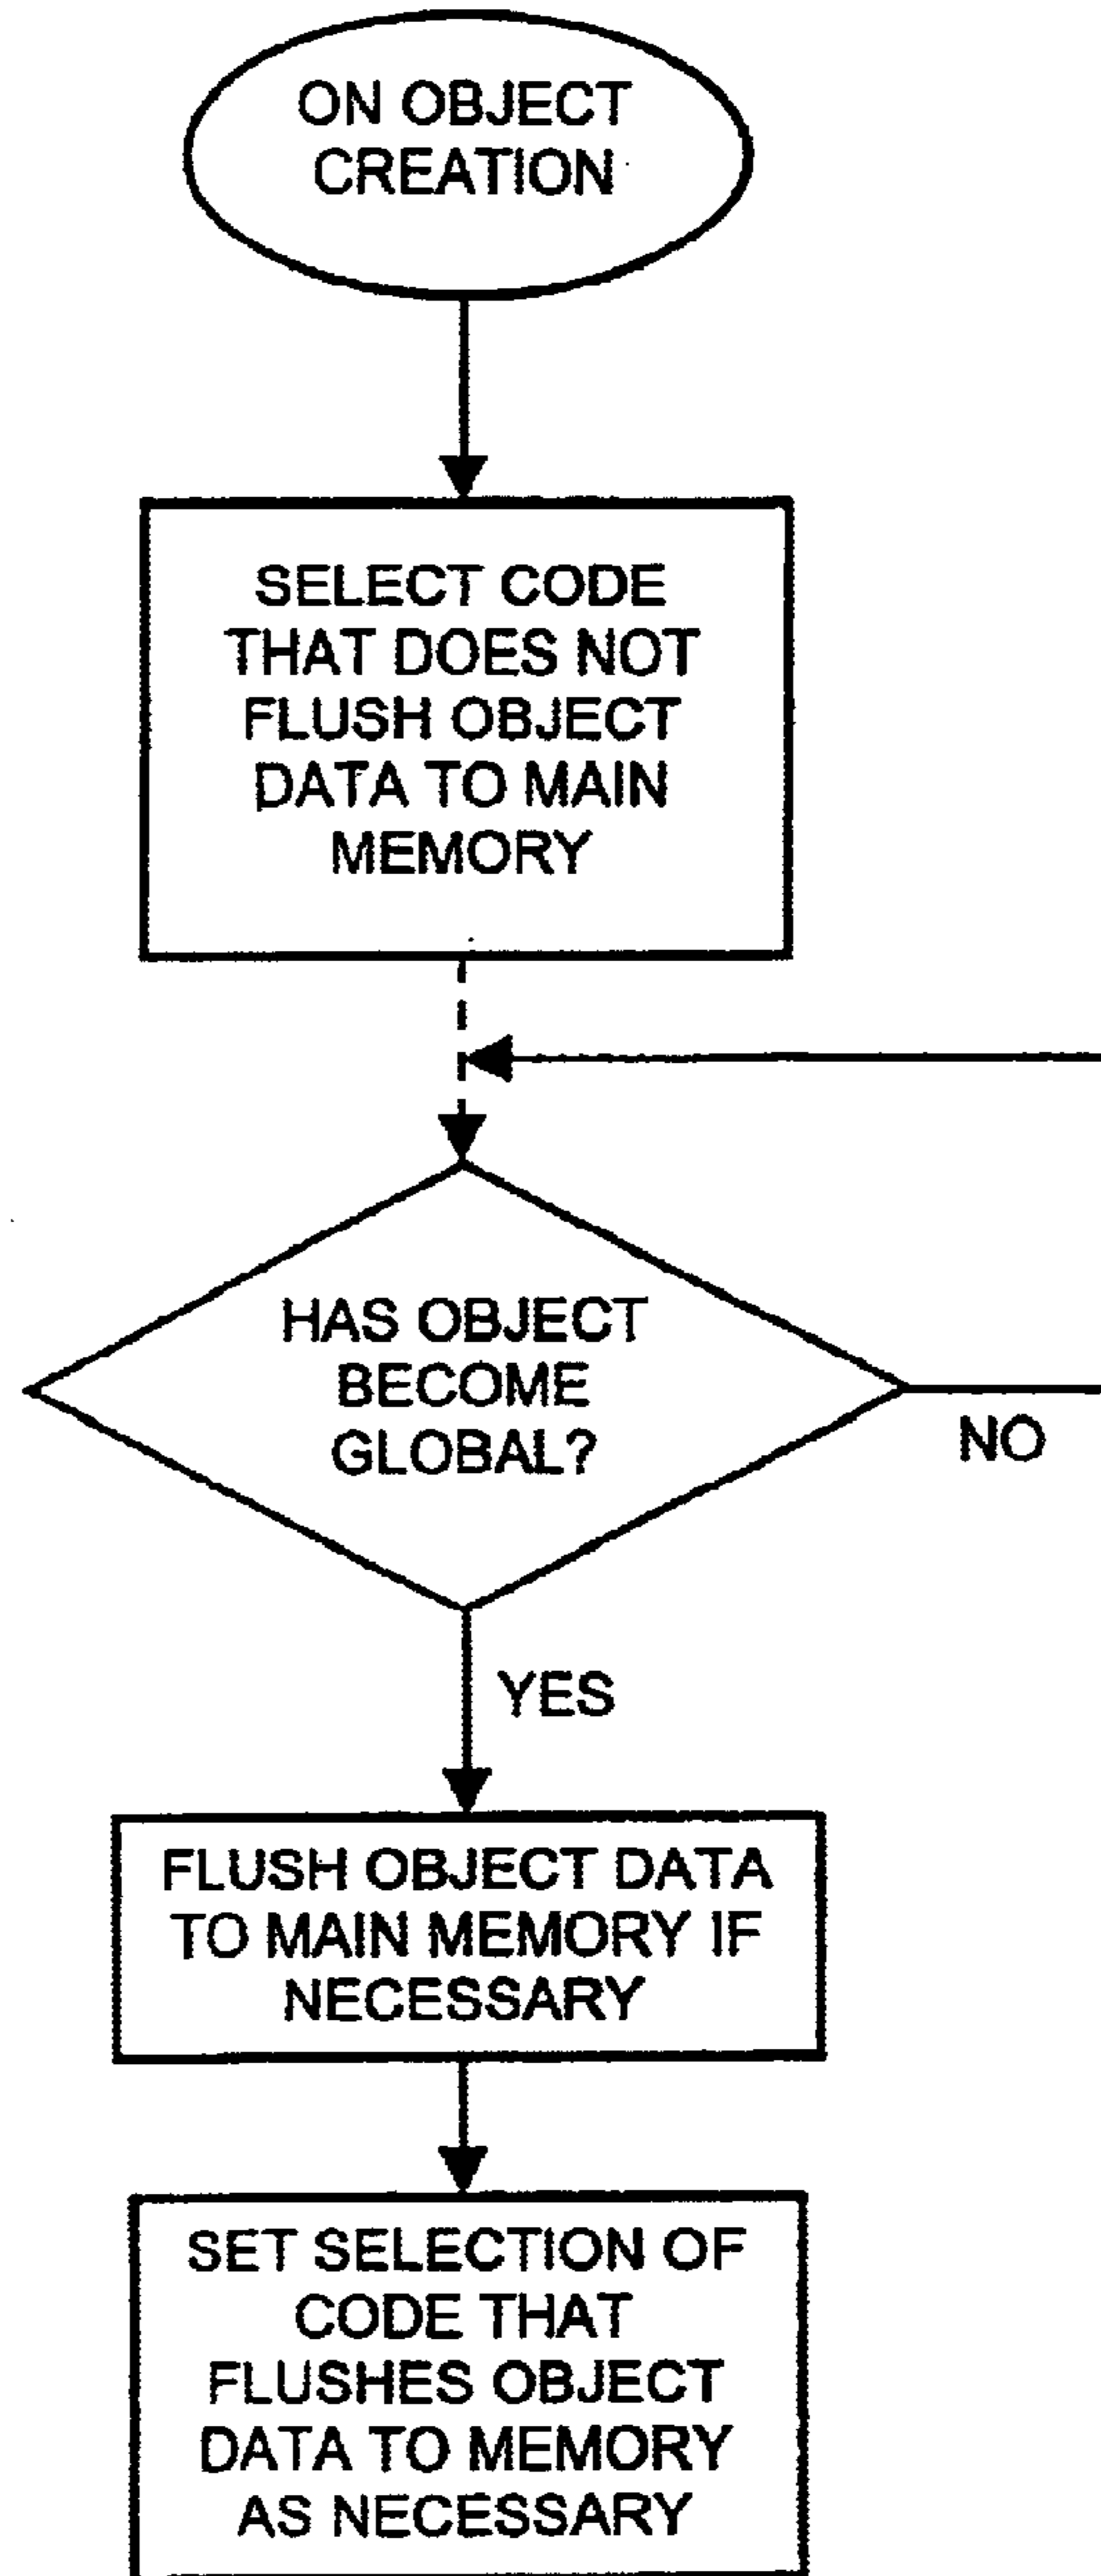 ON OBJECT
CREATION
SELECT CODE
THAT DOES NOT
FLUSH OBJECT
DATA TO MAIN
MEMORY
HAS OBJECT
BECOME
GLOBAL?
NO
YES
FLUSH OBJECT DATA
TO MAIN MEMORY IF
NECESSARY
SET SELECTION OF
CODE THAT
FLUSHES OBJECT
DATA TO MEMORY
AS NECESSARY